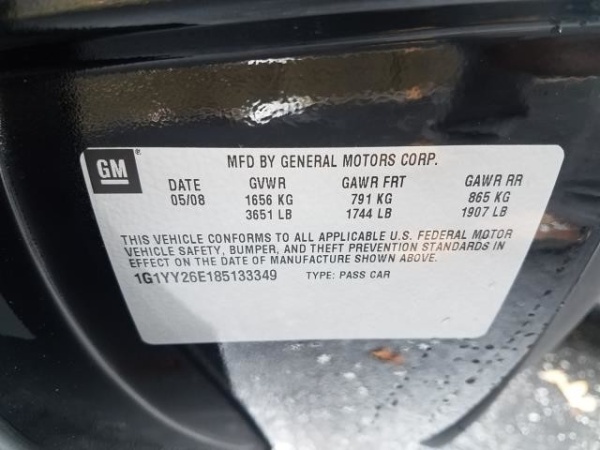 GM®
MFD BY GENERAL MOTORS CORP.
DATE GVWR GAWR FRT GAWR RR
05/08 1656 KG 791 KG 865 KG
3651 LB 1744 LB 1907 LB
THIS VEHICLE CONFORMS TO ALL APPLICABLE U.S. FEDERAL MOTOR
VEHICLE SAFETY, BUMPER, AND THEFT PREVENTION STANDARDS IN
EFFECT ON THE DATE OF MANUFACTURE SHOWN ABOVE.
1G1YY26E185133349 TYPE: PASS CAR